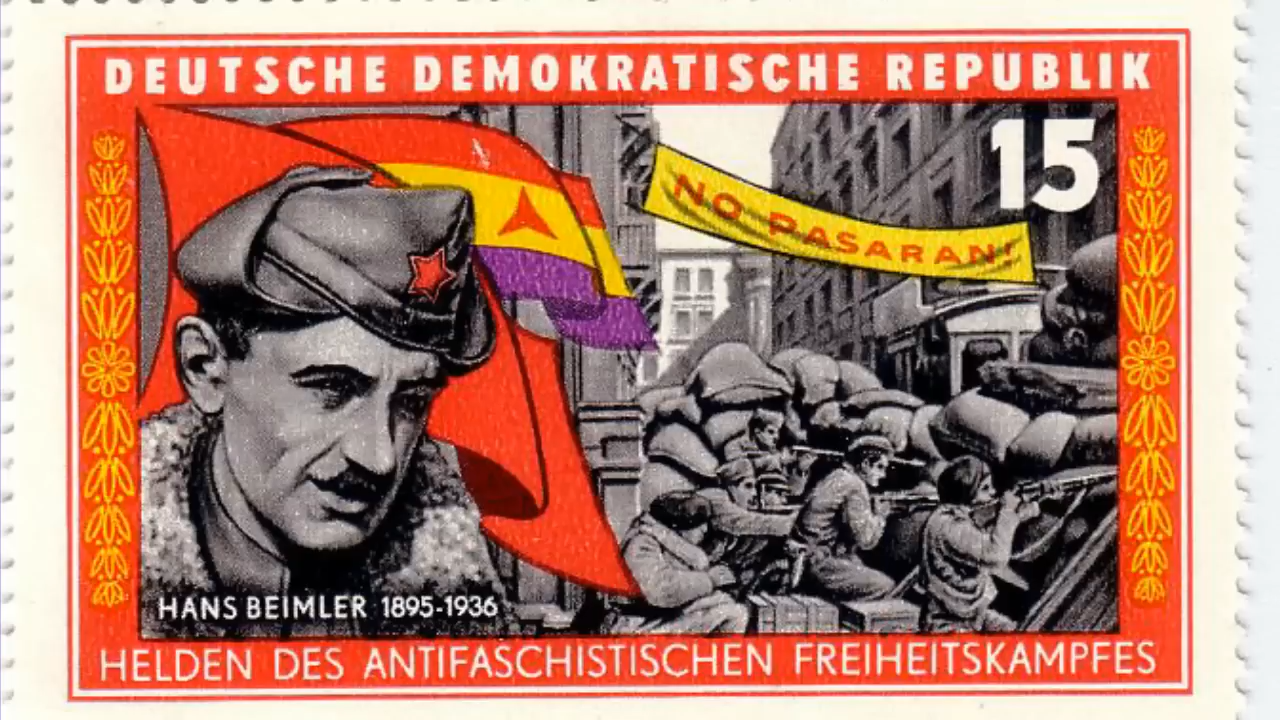 DEUTSCHE DEMOKRATISCHE REPUBLIK
15
NO PASARAN!
HANS BEIMLER 1895-1936
HELDEN DES ANTIFASCHISTISCHEN FREIHEITSKAMPFES